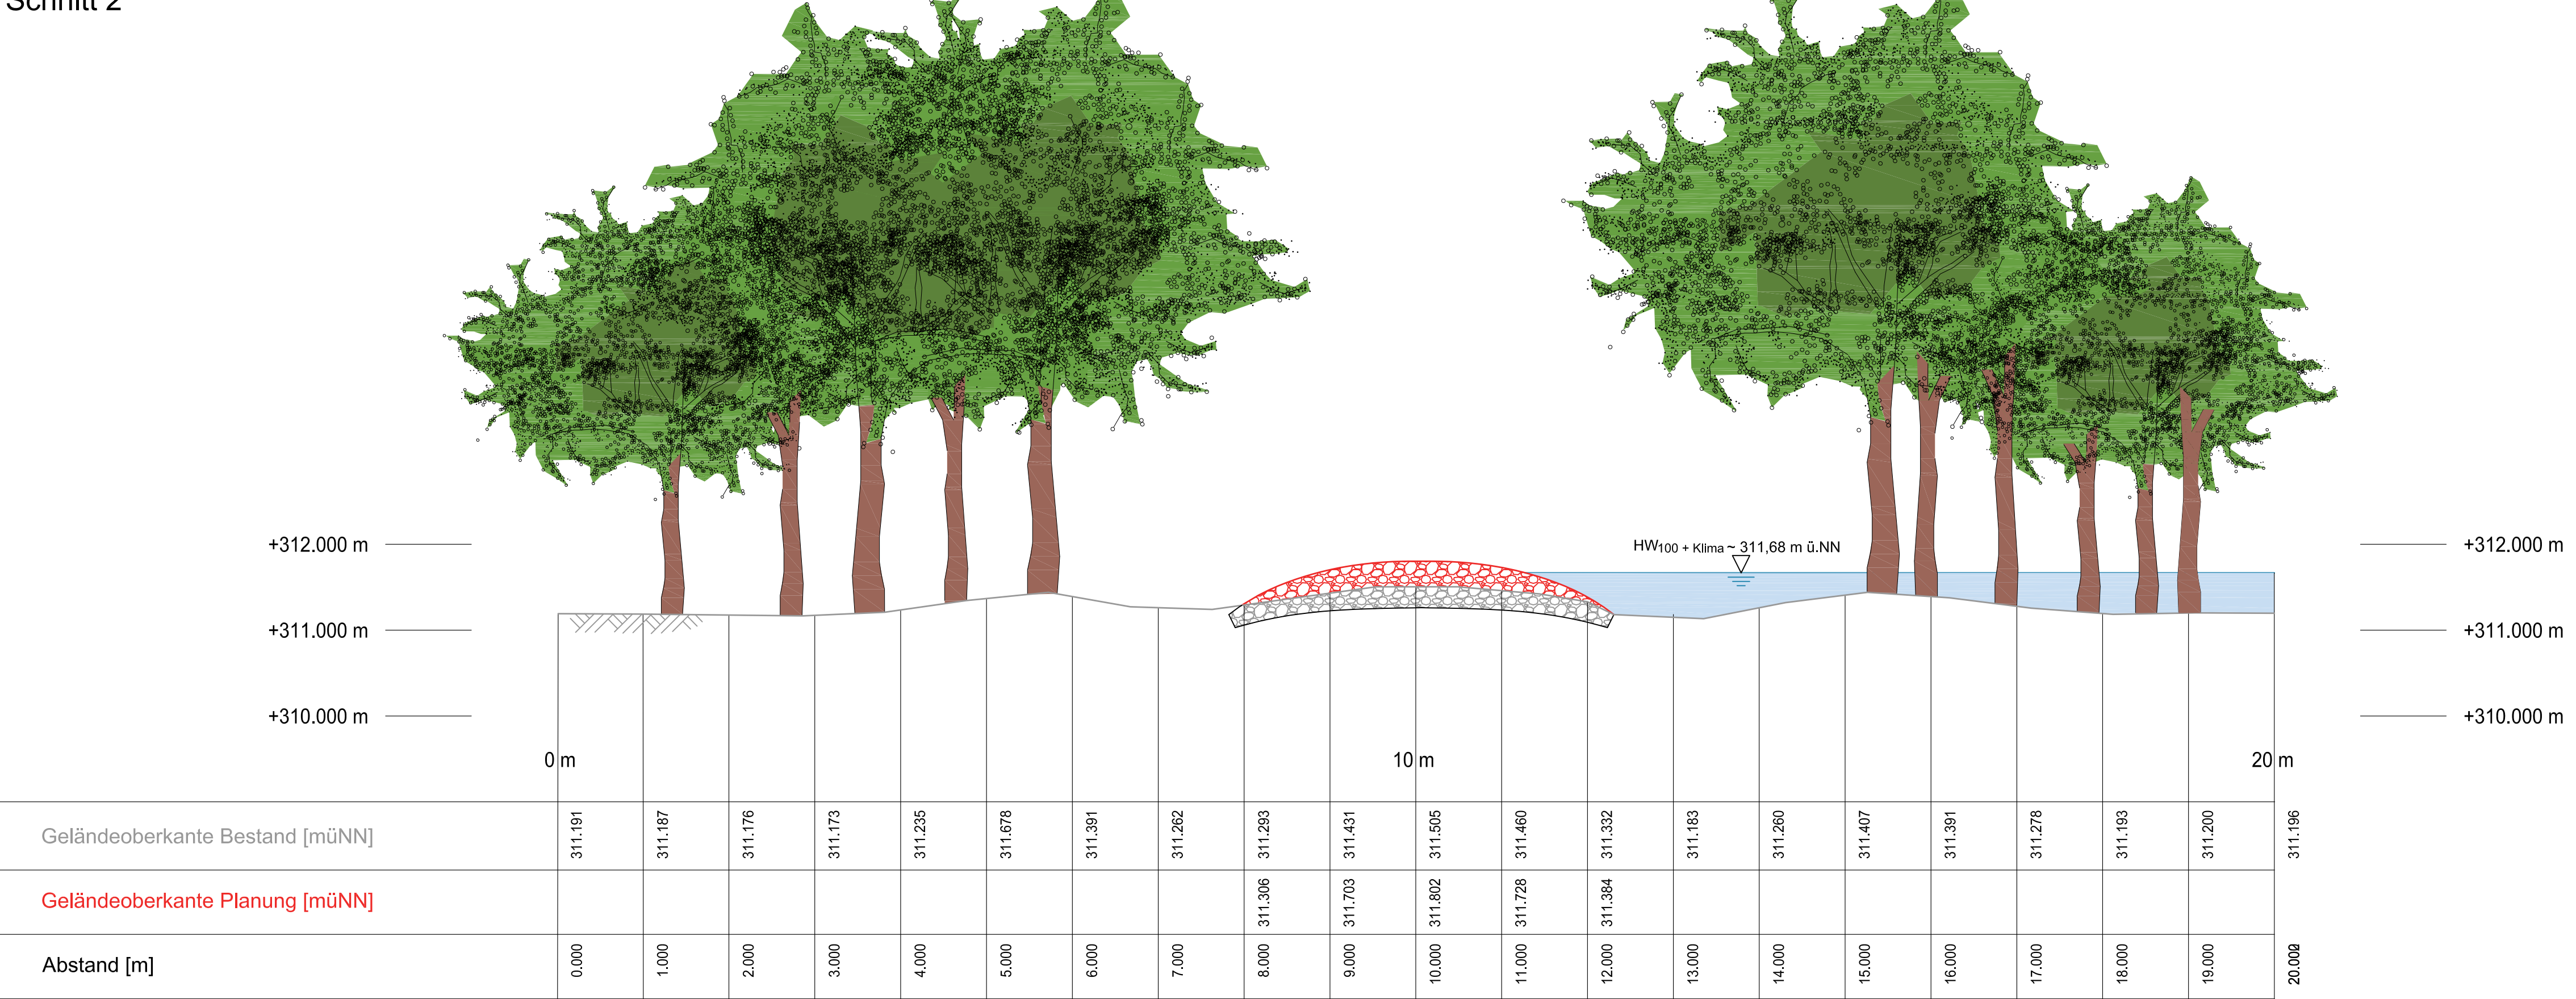 Schnitt 2
HW100 + Klima ~ 311,68 m ü.NN
+312.000 m +312.000 m
+311.000 m +311.000 m
+310.000 m +310.000 m
0 m 10 m 20 m
Geländeoberkante Bestand [müNN] 311.191 311.187 311.176 311.173 311.235 311.678 311.391 311.262 311.293 311.431 311.505 311.460 311.332 311.183 311.260 311.407 311.391 311.278 311.193 311.200 311.196
Geländeoberkante Planung [müNN] 311.306 311.703 311.802 311.728 311.384
Abstand [m] 0.000 1.000 2.000 3.000 4.000 5.000 6.000 7.000 8.000 9.000 10.000 11.000 12.000 13.000 14.000 15.000 16.000 17.000 18.000 19.000